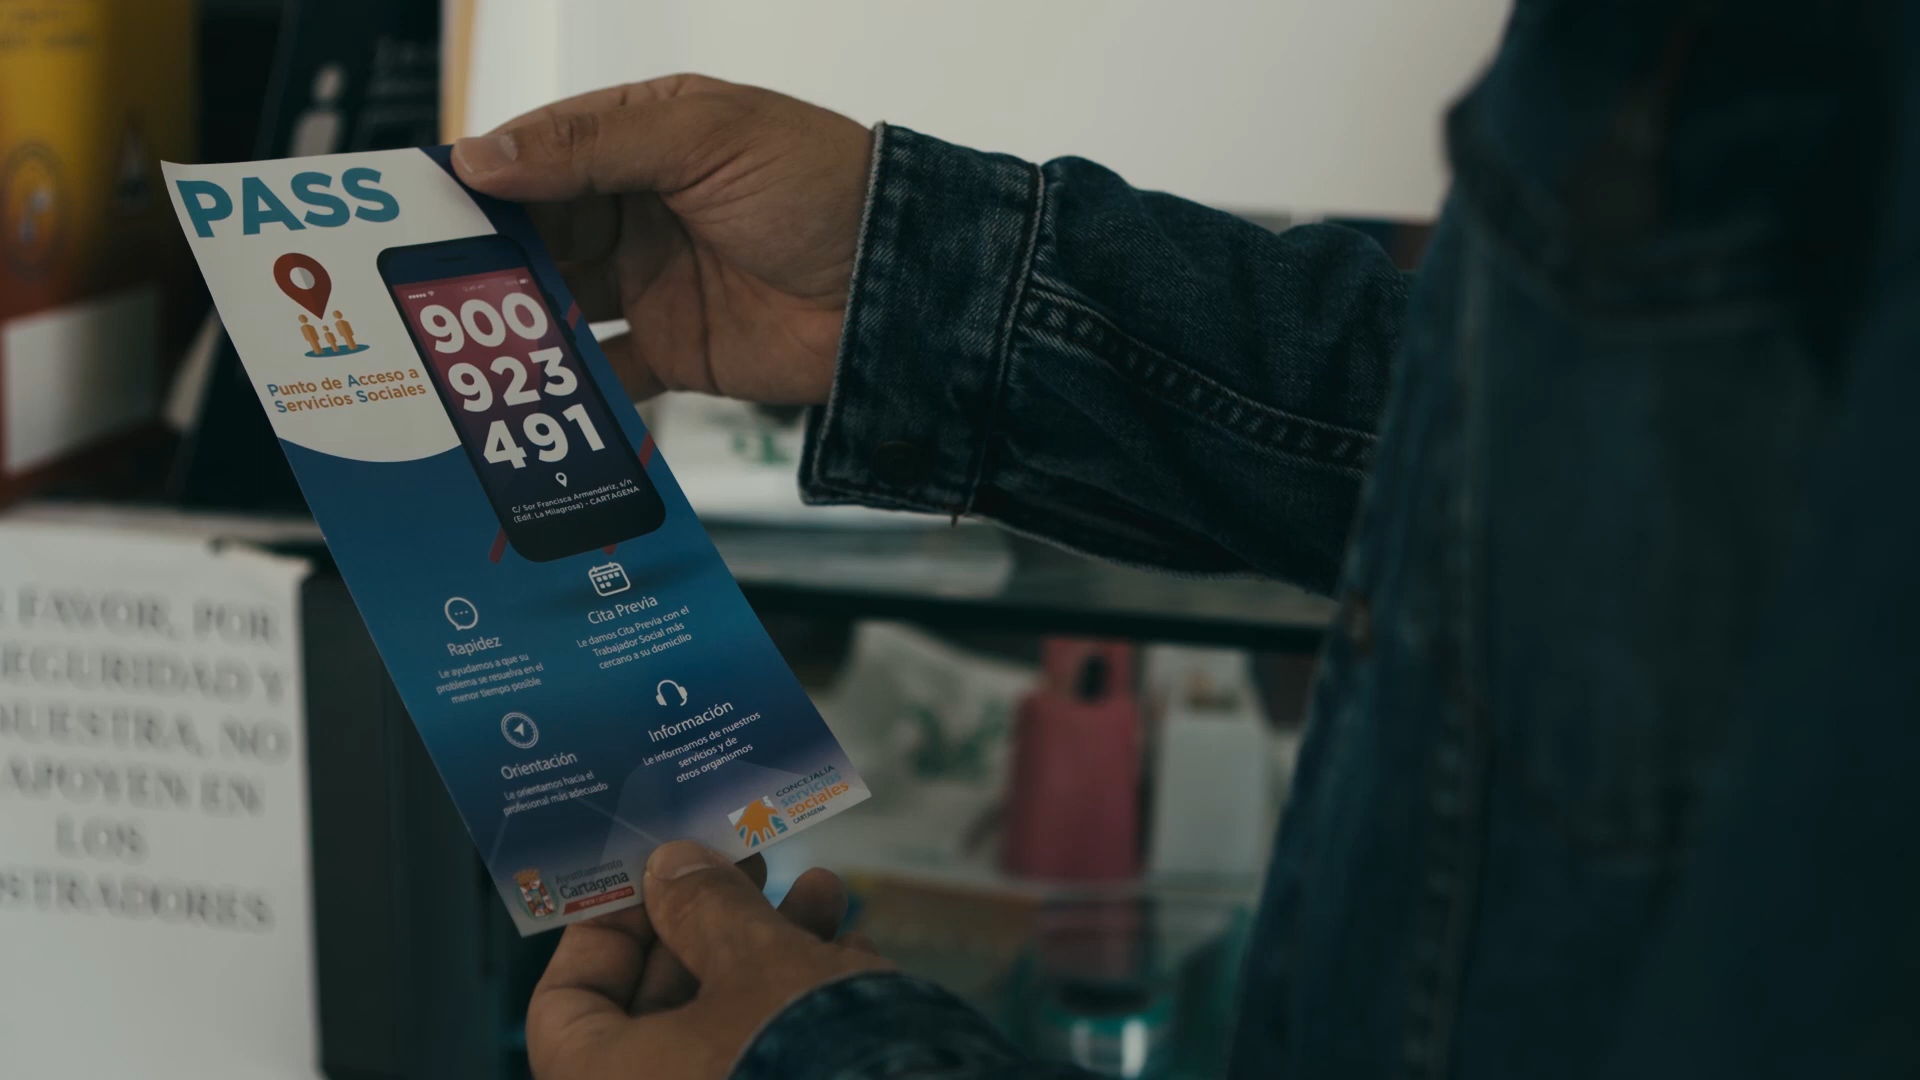 PASS
Punto de Acceso a
Servicios Sociales
900
923
491
C/ Sor Francisca Armendáriz, s/n
(Edif. La Milagrosa) - CARTAGENA
Rapidez
Le ayudamos a que su
problema se resuelva en el
menor tiempo posible
Cita Previa
Le damos Cita Previa con el
Trabajador Social más
cercano a su domicilio
Orientación
Le orientamos hacia el
profesional más adecuado
Información
Le informamos de nuestros
servicios y de
otros organismos
CONCEJALÍA
servicios
sociales
CARTAGENA
Ayuntamiento
Cartagena
www.cartagena.es
FAVOR, POR
EGURIDAD Y
UESTRA, NO
APOYEN EN
LOS
STRADORES